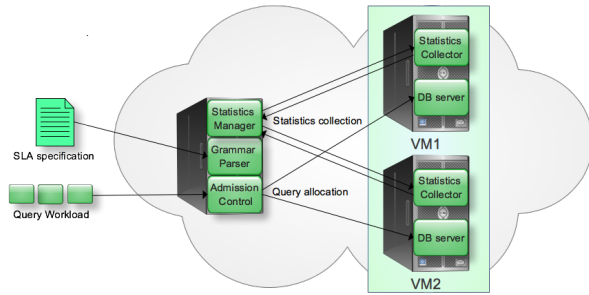 Statistics
Collector
DB server
VM1
Statistics
Manager
Statistics collection
Grammar
Parser
SLA specification
Admission
Control
Query allocation
Query Workload
Statistics
Collector
DB server
VM2